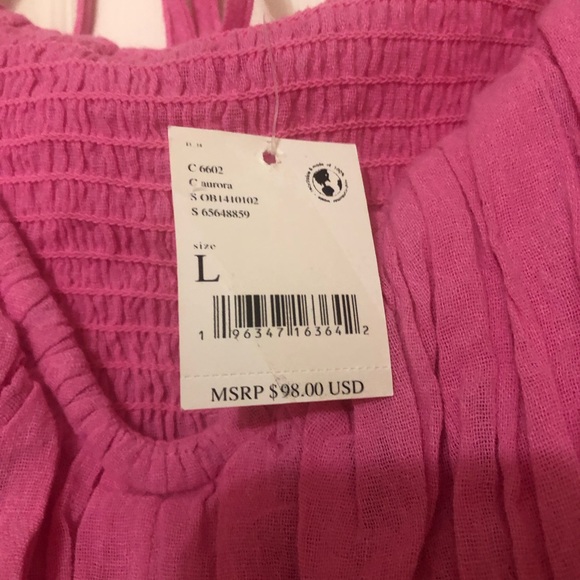 C 6602
C aurora
S OB1410102
S 65648859
size
L
1 96347 16364 2
MSRP $98.00 USD